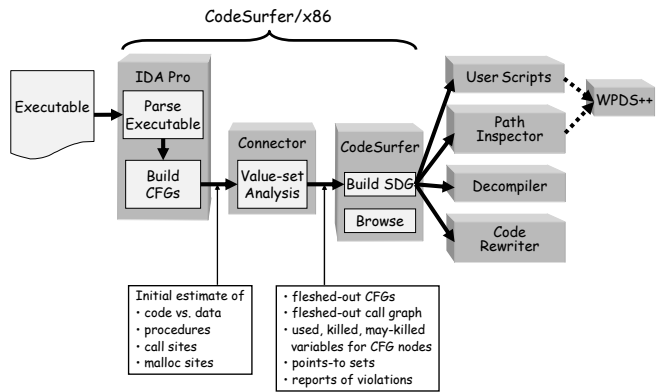 CodeSurfer/x86
IDA Pro
Executable
Parse
Executable
Build
CFGs
Connector
Value-set
Analysis
CodeSurfer
Build SDG
Browse
User Scripts
Path
Inspector
Decompiler
Code
Rewriter
WPDS++
Initial estimate of
• code vs. data
• procedures
• call sites
• malloc sites
• fleshed-out CFGs
• fleshed-out call graph
• used, killed, may-killed
variables for CFG nodes
• points-to sets
• reports of violations